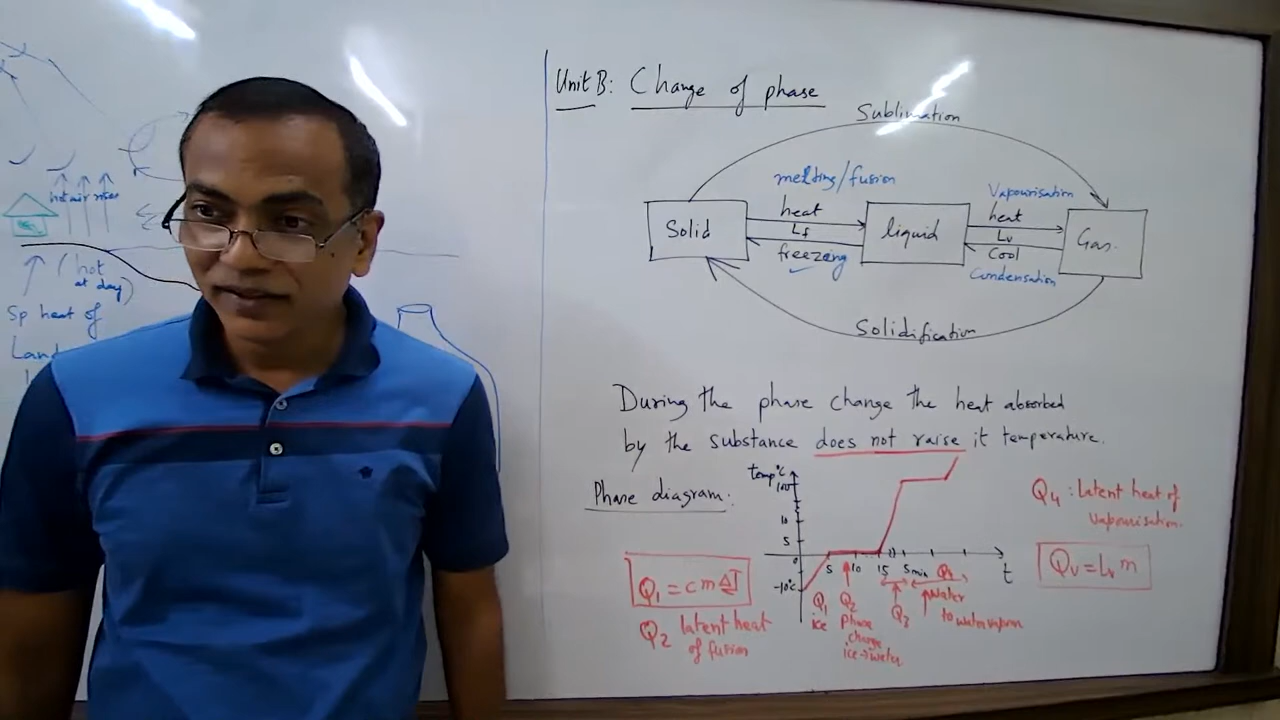 hot air rises
(hot
at day)
Sp heat of
Land
Unit B: Change of phase
Sublimation
melting/fusion
Vapourisation
Solid
heat
Lf
freezing
liquid
heat
Lv
Cool
Condensation
Gas.
Solidification
During the phase change the heat absorbed
by the substance does not raise it temperature.
Phase diagram:
temp°C
100
10
5
0
-10°C
5 10 15 5min
t
Q1 = cmΔT
Q2 latent heat
of fusion
Q1
ice
Q2
Phase
change
ice→water
Q3
Q4
water
to water vapour
Q4: latent heat of
vapourisation.
Qv = Lv m